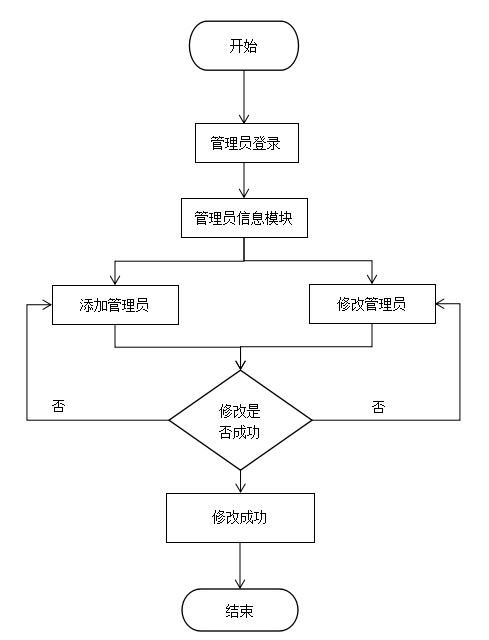 开始
管理员登录
管理员信息模块
添加管理员
修改管理员
修改是
否成功
否
否
修改成功
结束